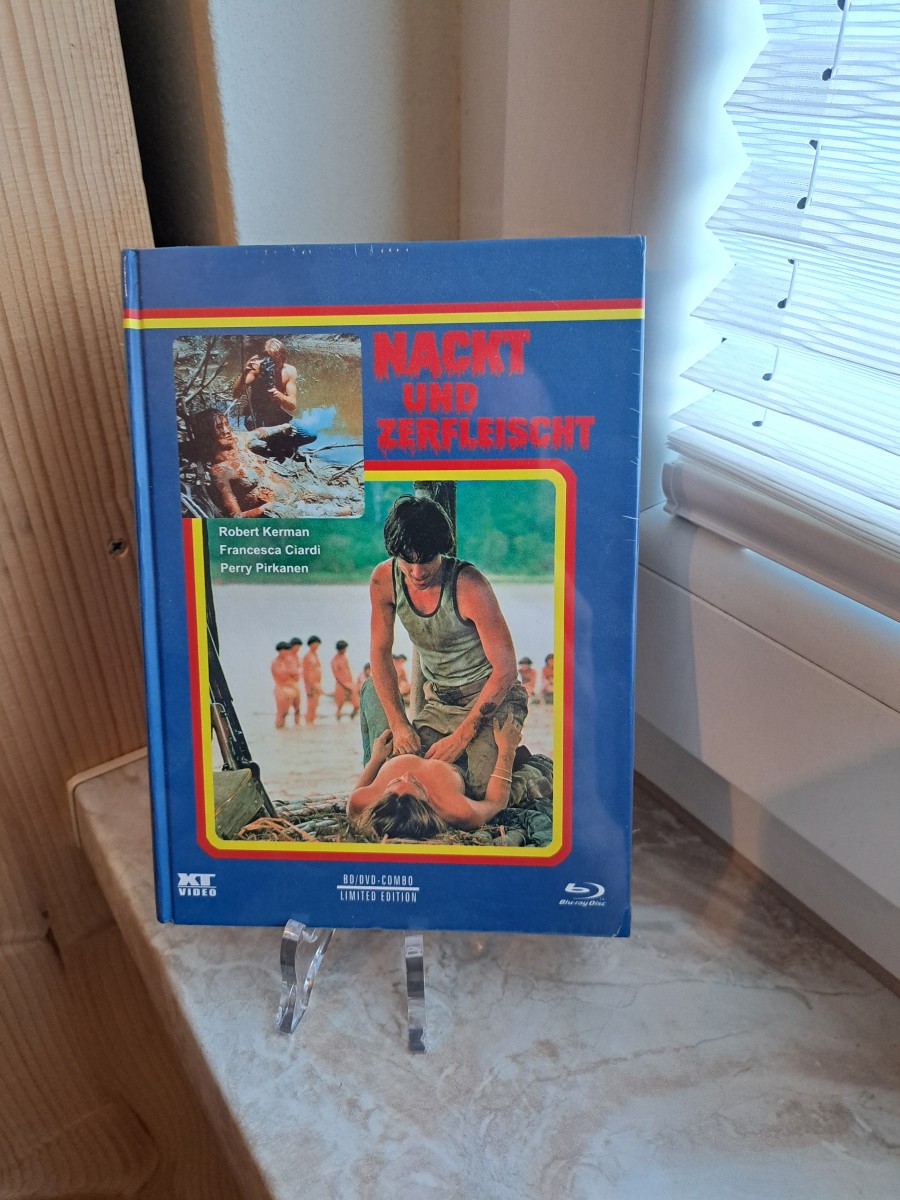 NACKT
UND
ZERFLEISCHT
Robert Kerman
Francesca Ciardi
Perry Pirkanen
XT
VIDEO
BD/DVD-COMBO
LIMITED EDITION
Blu-ray Disc